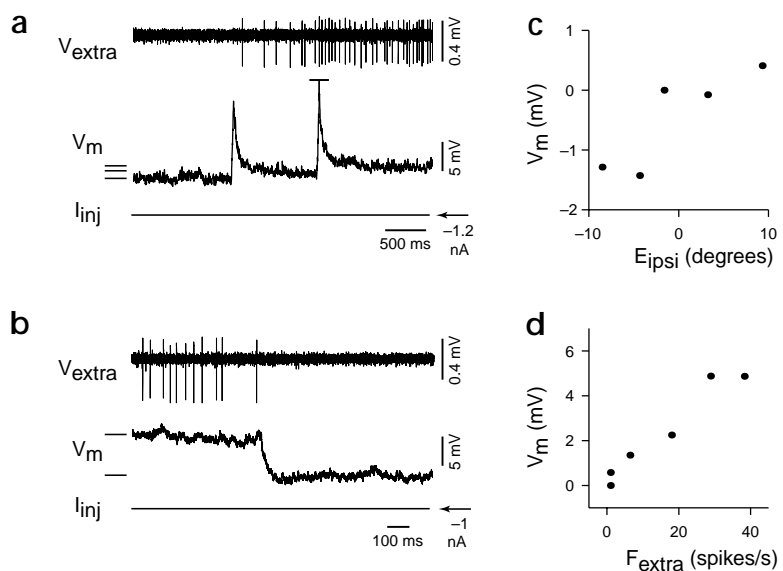 a
V_extra
0.4 mV
V_m
5 mV
I_inj
500 ms
–1.2
nA
b
V_extra
0.4 mV
V_m
5 mV
I_inj
100 ms
–1
nA
c
V_m (mV)
1
0
–1
–2
–10 0 10
E_ipsi (degrees)
d
V_m (mV)
6
4
2
0
0 20 40
F_extra (spikes/s)